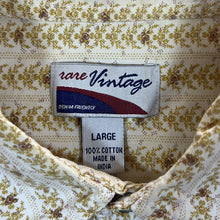 rare Vintage
LARGE
100% COTTON
MADE IN
INDIA